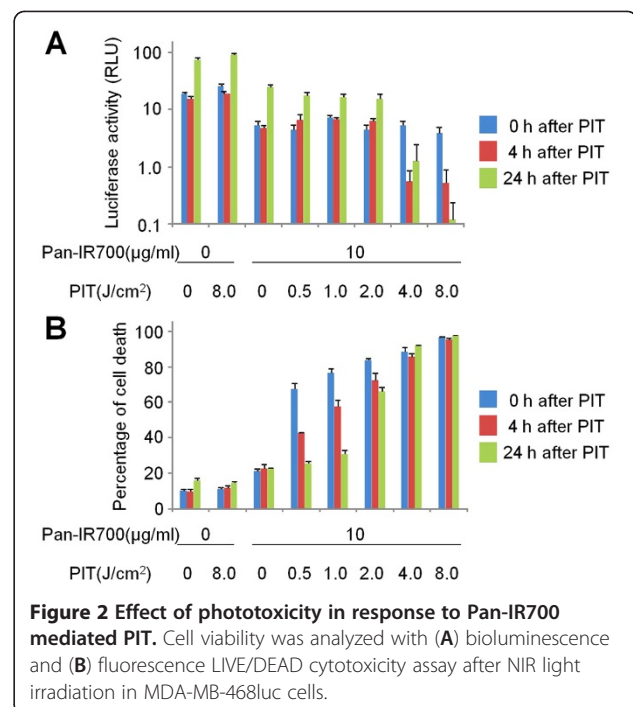 A
Luciferase activity (RLU)
100
10
1.0
0.1
0 h after PIT
4 h after PIT
24 h after PIT
Pan-IR700(μg/ml) 0 10
PIT(J/cm²) 0 8.0 0 0.5 1.0 2.0 4.0 8.0
B
Percentage of cell death
100
80
60
40
20
0
0 h after PIT
4 h after PIT
24 h after PIT
Pan-IR700(μg/ml) 0 10
PIT(J/cm²) 0 8.0 0 0.5 1.0 2.0 4.0 8.0
Figure 2 Effect of phototoxicity in response to Pan-IR700
mediated PIT. Cell viability was analyzed with (A) bioluminescence
and (B) fluorescence LIVE/DEAD cytotoxicity assay after NIR light
irradiation in MDA-MB-468luc cells.